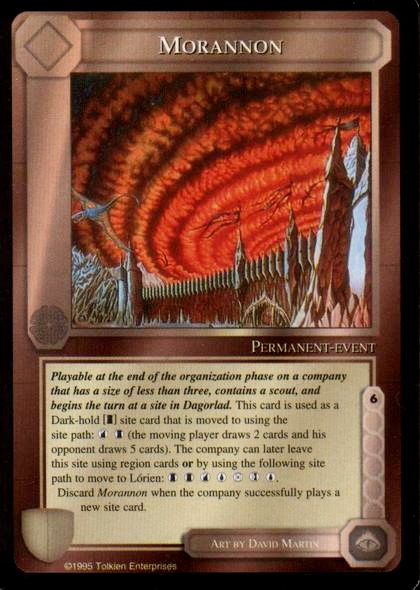 MORANNON
PERMANENT-EVENT
Playable at the end of the organization phase on a company
that has a size of less than three, contains a scout, and
begins the turn at a site in Dagorlad. This card is used as a
Dark-hold [] site card that is moved to using the
site path: (the moving player draws 2 cards and his
opponent draws 5 cards). The company can later leave
this site using region cards or by using the following site
path to move to Lórien: .
Discard Morannon when the company successfully plays a
new site card.
6
ART BY DAVID MARTIN
©1995 Tolkien Enterprises